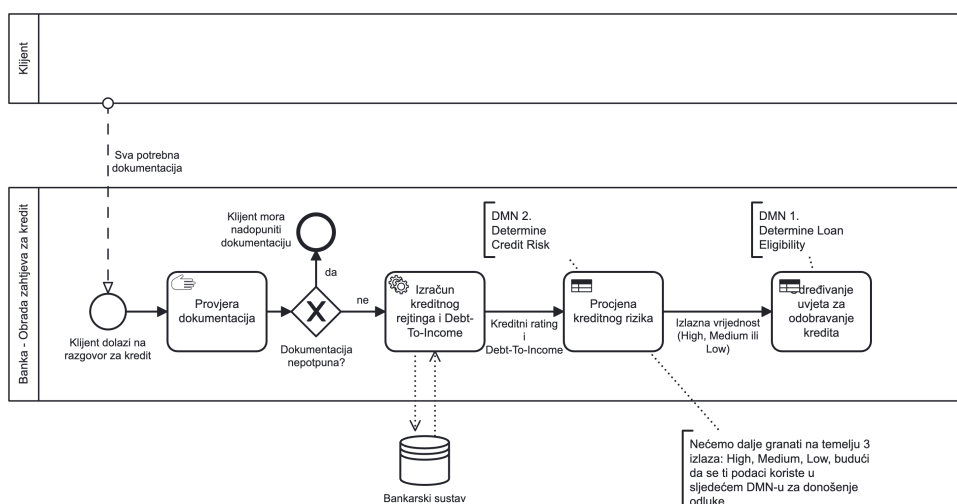 Klijent
Sva potrebna
dokumentacija
Banka - Obrada zahtjeva za kredit
Klijent dolazi na
razgovor za kredit
Provjera
dokumentacija
Klijent mora
nadopuniti
dokumentaciju
da
ne
Dokumentacija
nepotpuna?
Izračun
kreditnog
rejtinga i Debt-
To-Income
Kreditni rating
i
Debt-To-Income
DMN 2.
Determine
Credit Risk
Procjena
kreditnog rizika
Izlazna vrijednost
(High, Medium ili
Low)
DMN 1.
Determine Loan
Eligibility
Određivanje
uvjeta za
odobravanje
kredita
Bankarski sustav
Nećemo dalje granati na temelju 3
izlaza: High, Medium, Low, budući
da se ti podaci koriste u
sljedećem DMN-u za donošenje
odluke